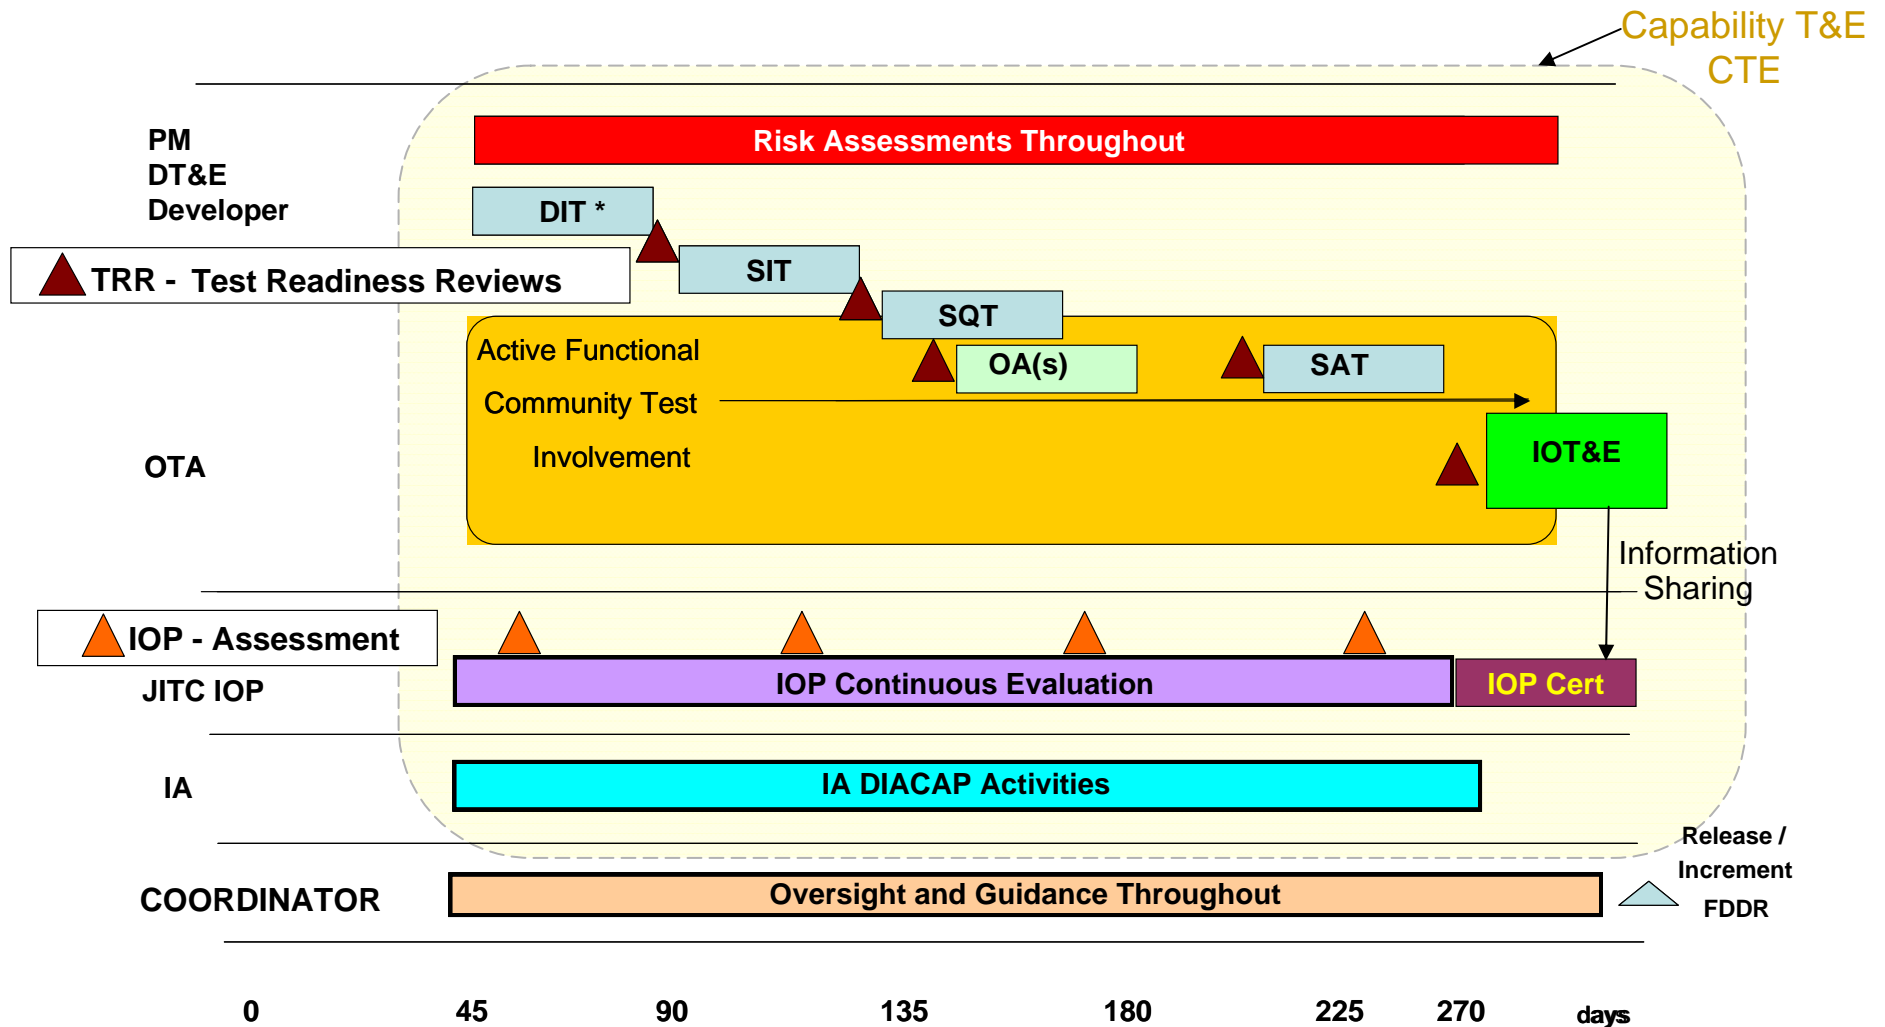 Capability T&E
CTE
PM
DT&E
Developer
Risk Assessments Throughout
DIT *
TRR - Test Readiness Reviews
SIT
SQT
Active Functional
Community Test
Involvement
OA(s)
SAT
OTA
IOT&E
Information
Sharing
IOP - Assessment
JITC IOP
IOP Continuous Evaluation
IOP Cert
IA
IA DIACAP Activities
Release /
Increment
FDDR
COORDINATOR
Oversight and Guidance Throughout
0 45 90 135 180 225 270 days